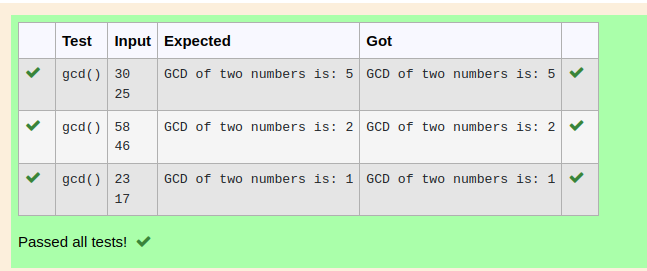 Test Input Expected Got
gcd() 30 GCD of two numbers is: 5 GCD of two numbers is: 5
25
gcd() 58 GCD of two numbers is: 2 GCD of two numbers is: 2
46
gcd() 23 GCD of two numbers is: 1 GCD of two numbers is: 1
17
Passed all tests!